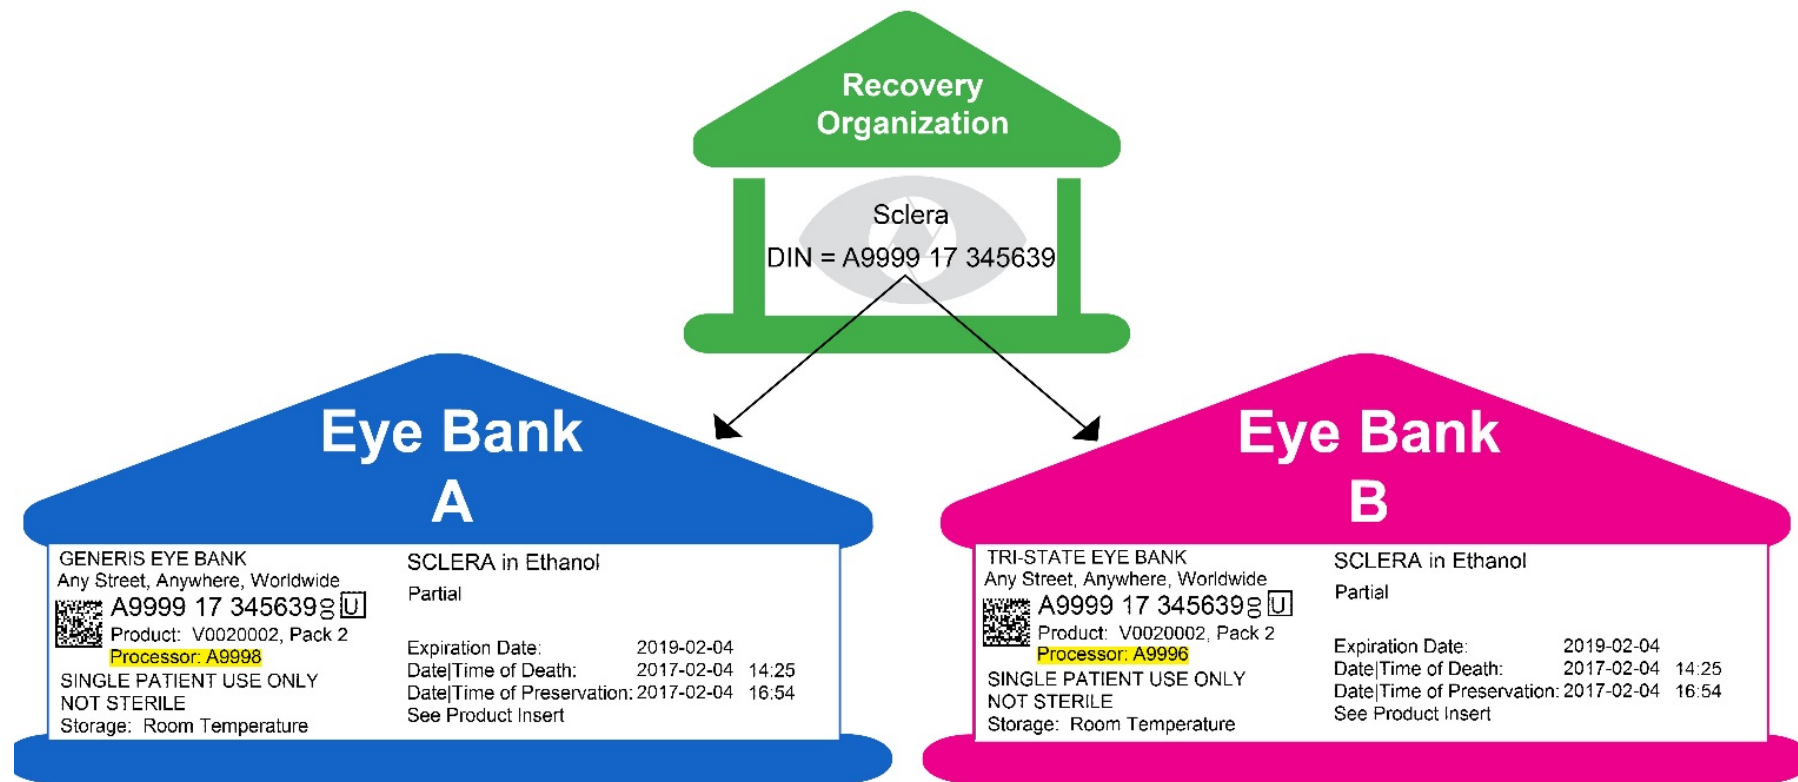 Recovery
Organization
Sclera
DIN = A9999 17 345639
Eye Bank
A
GENERIS EYE BANK
Any Street, Anywhere, Worldwide
A9999 17 345639 00 U
Product: V0020002, Pack 2
Processor: A9998
SINGLE PATIENT USE ONLY
NOT STERILE
Storage: Room Temperature
SCLERA in Ethanol
Partial
Expiration Date: 2019-02-04
Date|Time of Death: 2017-02-04 14:25
Date|Time of Preservation: 2017-02-04 16:54
See Product Insert
Eye Bank
B
TRI-STATE EYE BANK
Any Street, Anywhere, Worldwide
A9999 17 345639 00 U
Product: V0020002, Pack 2
Processor: A9996
SINGLE PATIENT USE ONLY
NOT STERILE
Storage: Room Temperature
SCLERA in Ethanol
Partial
Expiration Date: 2019-02-04
Date|Time of Death: 2017-02-04 14:25
Date|Time of Preservation: 2017-02-04 16:54
See Product Insert